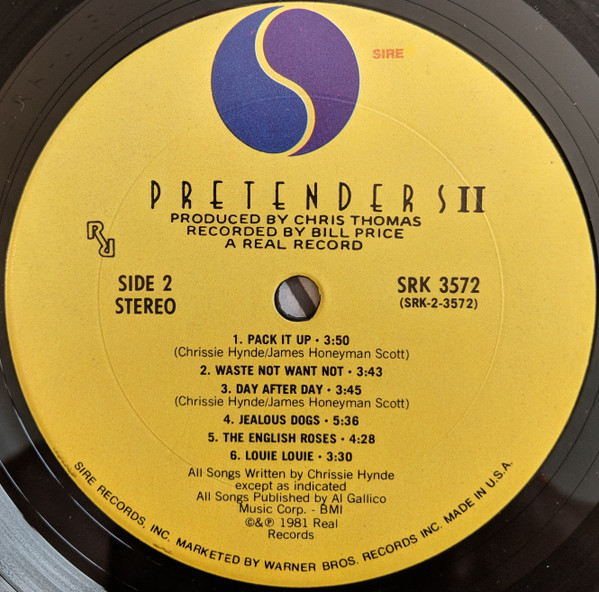 SIRE
PRETENDERS II
PRODUCED BY CHRIS THOMAS
RECORDED BY BILL PRICE
A REAL RECORD
RR
SIDE 2
STEREO
SRK 3572
(SRK-2-3572)
1. PACK IT UP • 3:50
(Chrissie Hynde/James Honeyman Scott)
2. WASTE NOT WANT NOT • 3:43
3. DAY AFTER DAY • 3:45
(Chrissie Hynde/James Honeyman Scott)
4. JEALOUS DOGS • 5:36
5. THE ENGLISH ROSES • 4:28
6. LOUIE LOUIE • 3:30
All Songs Written by Chrissie Hynde
except as indicated
All Songs Published by Al Gallico
Music Corp. - BMI
©&℗ 1981 Real
Records
SIRE RECORDS, INC. MARKETED BY WARNER BROS. RECORDS INC. MADE IN U.S.A.